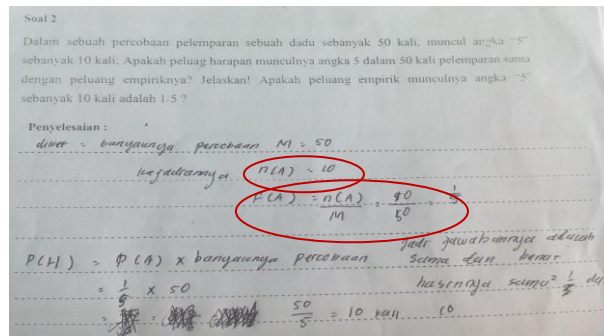 Soal 2
Dalam sebuah percobaan pelemparan sebuah dadu sebanyak 50 kali, muncul angka "5"
sebanyak 10 kali. Apakah peluag harapan munculnya angka 5 dalam 50 kali pelemparan sama
dengan peluang empiriknya? Jelaskan! Apakah peluang empirik munculnya angka "5"
sebanyak 10 kali adalah 1/5 ?
Penyelesaian :
diket : banyaknya percobaan M = 50
kejadiannya n(A) = 10
P(A) = n(A)/M = 10/50 = 1/5
jadi jawabannya adalah
P(H) = P(A) x banyaknya percobaan
sama dan benar
= 1/5 x 50
hasilnya sama = 1/5 da
= 50/5 = 10 kali
10